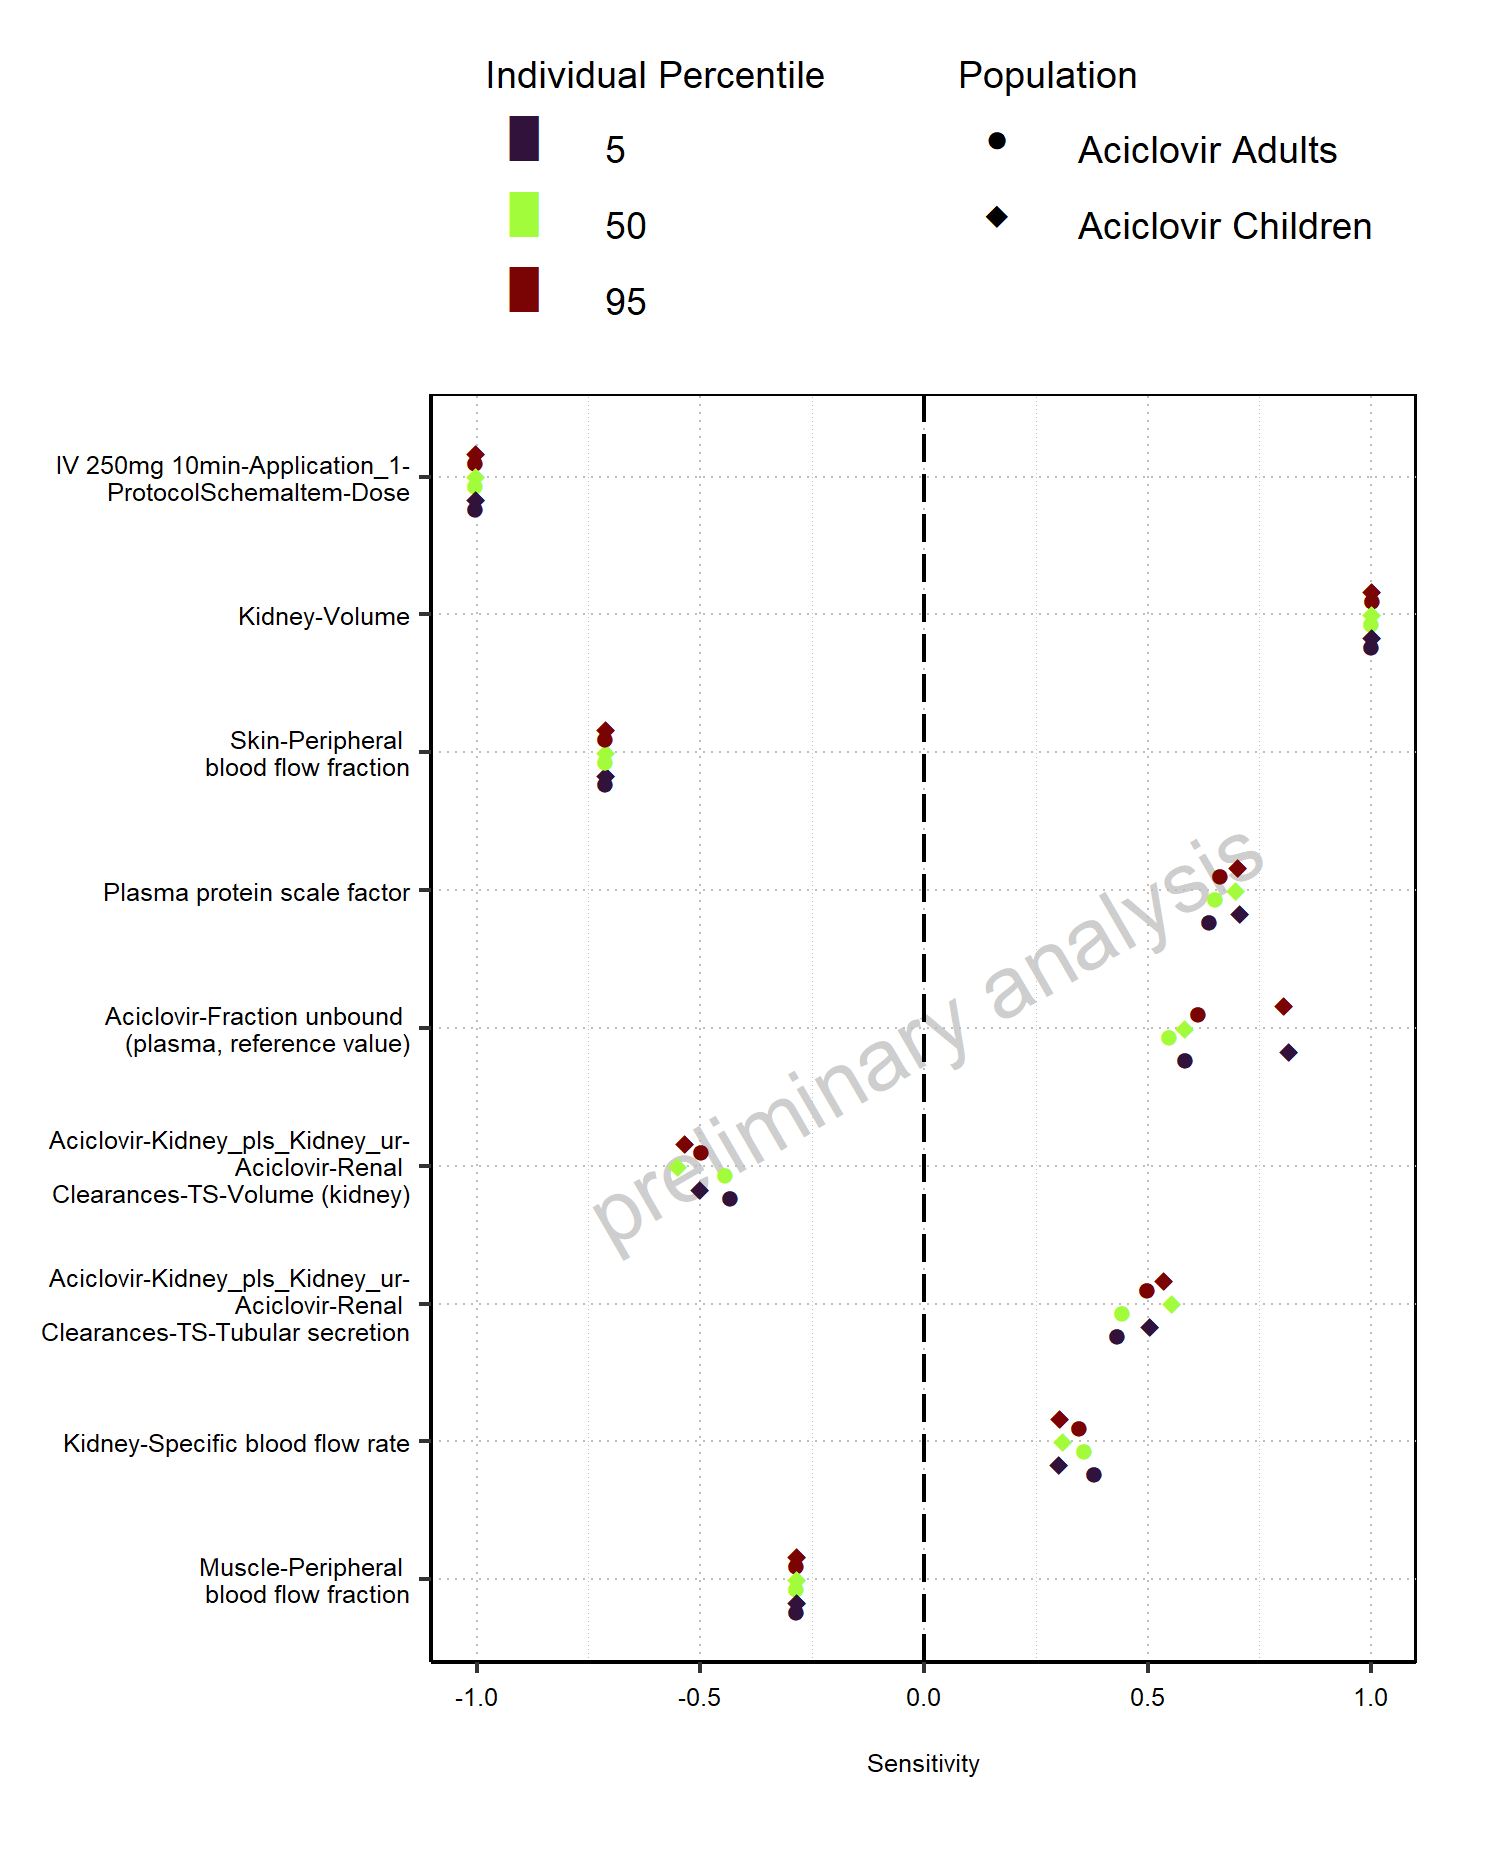 Individual Percentile
5
50
95
Population
Aciclovir Adults
Aciclovir Children
IV 250mg 10min-Application_1-
ProtocolSchemaItem-Dose
Kidney-Volume
Skin-Peripheral
blood flow fraction
Plasma protein scale factor
Aciclovir-Fraction unbound
(plasma, reference value)
Aciclovir-Kidney_pls_Kidney_ur-
Aciclovir-Renal
Clearances-TS-Volume (kidney)
Aciclovir-Kidney_pls_Kidney_ur-
Aciclovir-Renal
Clearances-TS-Tubular secretion
Kidney-Specific blood flow rate
Muscle-Peripheral
blood flow fraction
preliminary analysis
-1.0
-0.5
0.0
0.5
1.0
Sensitivity